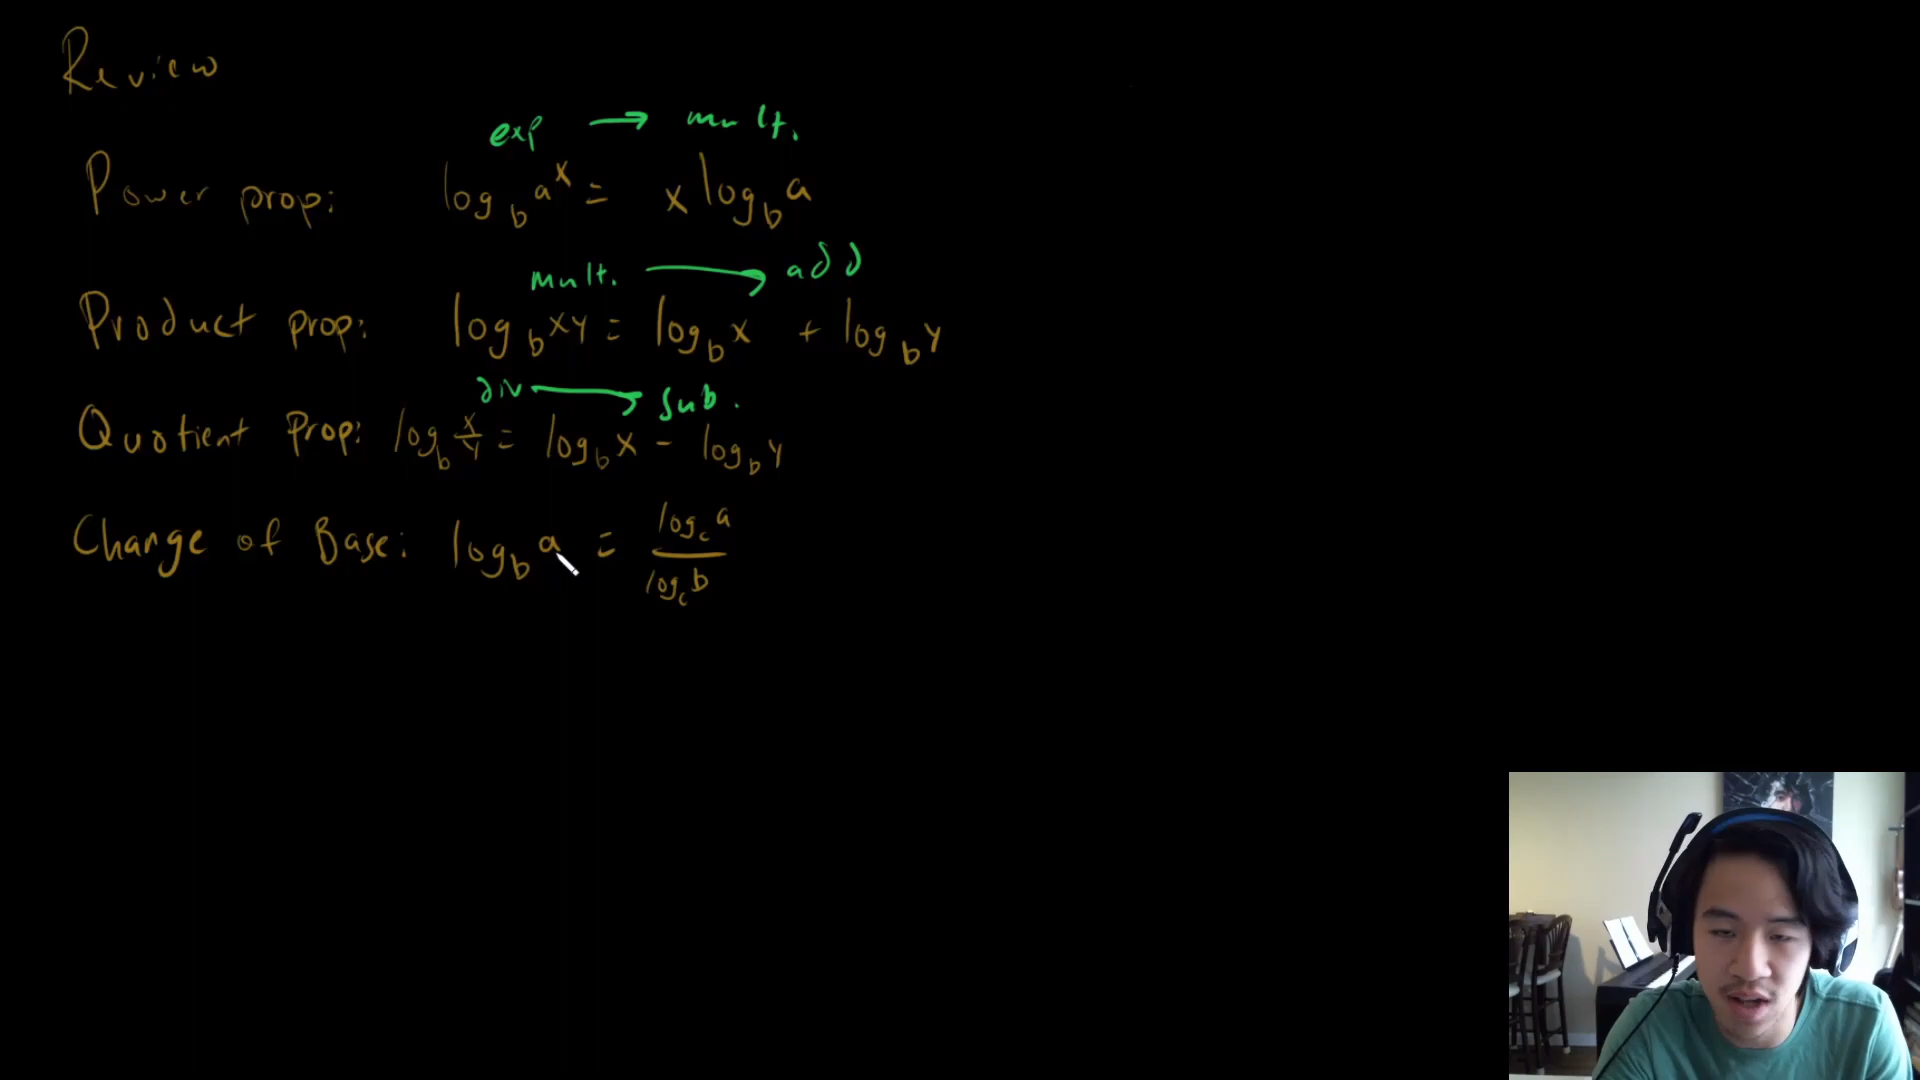 Review
exp → mult.
Power prop: log_b a^x = x log_b a
mult. → add
Product prop: log_b xy = log_b x + log_b y
div → sub.
Quotient Prop: log_b x/y = log_b x - log_b y
Change of Base: log_b a = log_c a / log_c b